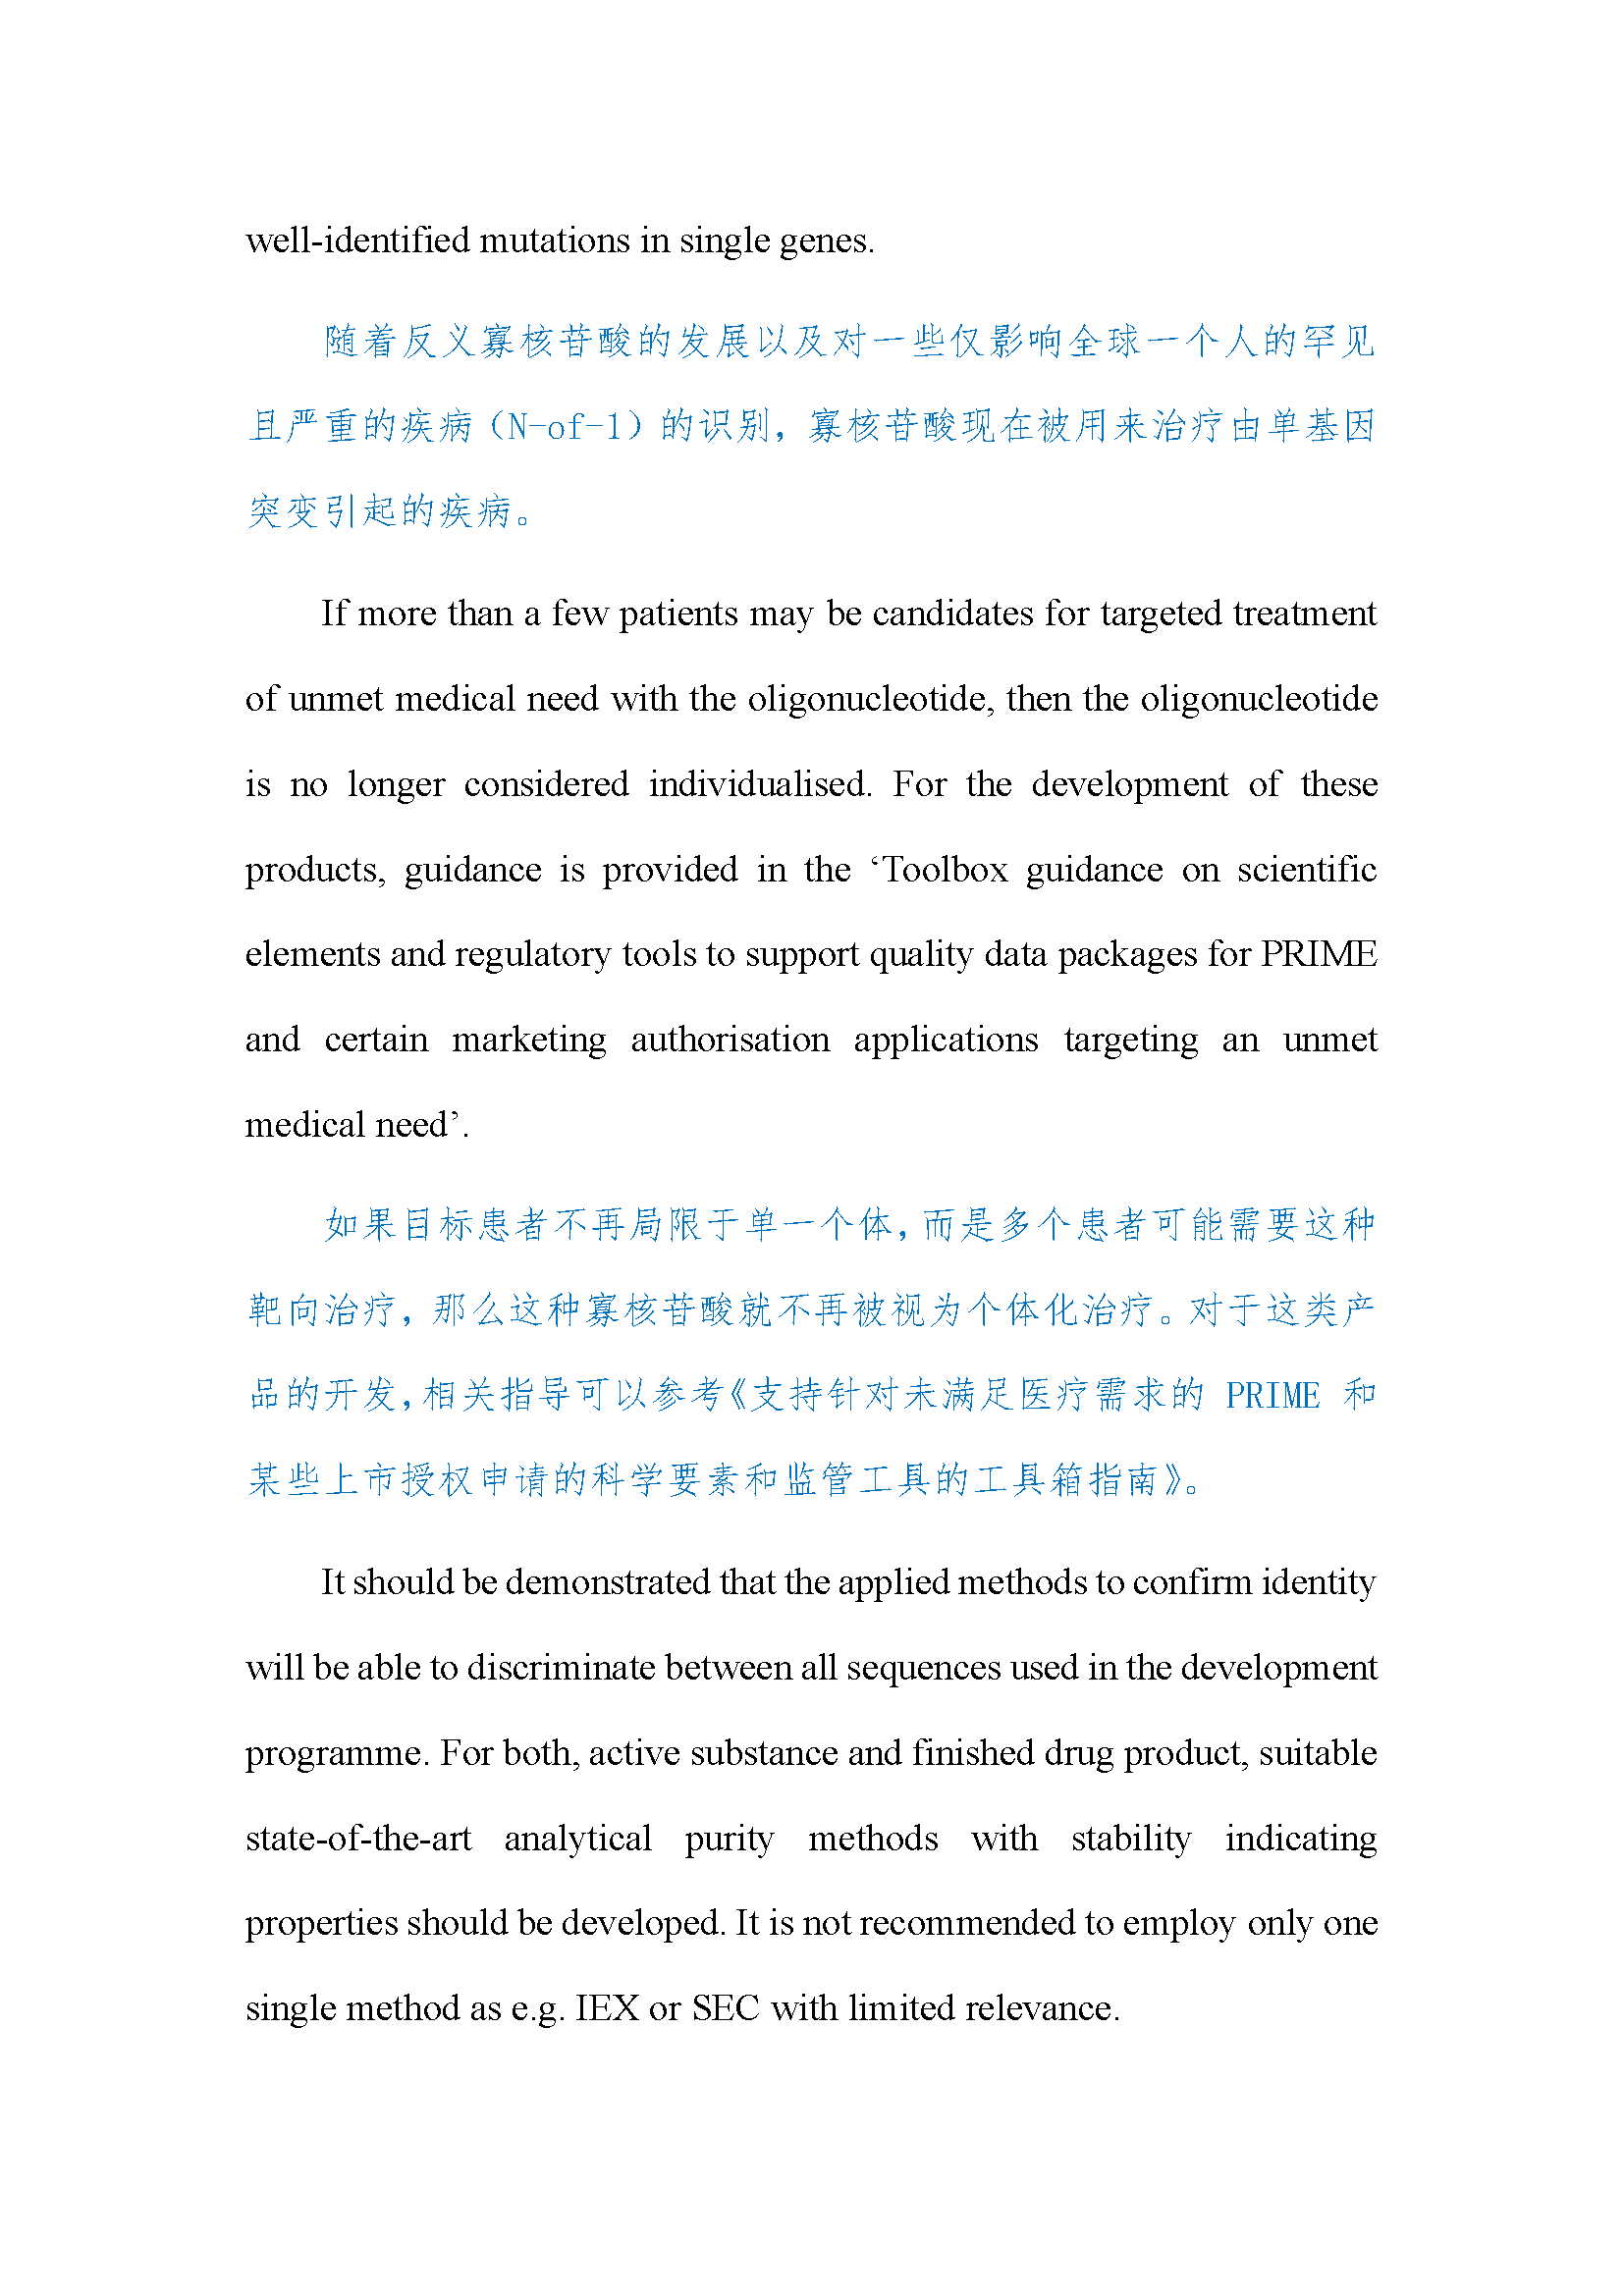 well-identified mutations in single genes.
随着反义寡核苷酸的发展以及对一些仅影响全球一个人的罕见
且严重的疾病（N-of-1）的识别，寡核苷酸现在被用来治疗由单基因
突变引起的疾病。
If more than a few patients may be candidates for targeted treatment
of unmet medical need with the oligonucleotide, then the oligonucleotide
is no longer considered individualised. For the development of these
products, guidance is provided in the ‘Toolbox guidance on scientific
elements and regulatory tools to support quality data packages for PRIME
and certain marketing authorisation applications targeting an unmet
medical need’.
如果目标患者不再局限于单一个体，而是多个患者可能需要这种
靶向治疗，那么这种寡核苷酸就不再被视为个体化治疗。对于这类产
品的开发，相关指导可以参考《支持针对未满足医疗需求的 PRIME 和
某些上市授权申请的科学要素和监管工具的工具箱指南》。
It should be demonstrated that the applied methods to confirm identity
will be able to discriminate between all sequences used in the development
programme. For both, active substance and finished drug product, suitable
state-of-the-art analytical purity methods with stability indicating
properties should be developed. It is not recommended to employ only one
single method as e.g. IEX or SEC with limited relevance.